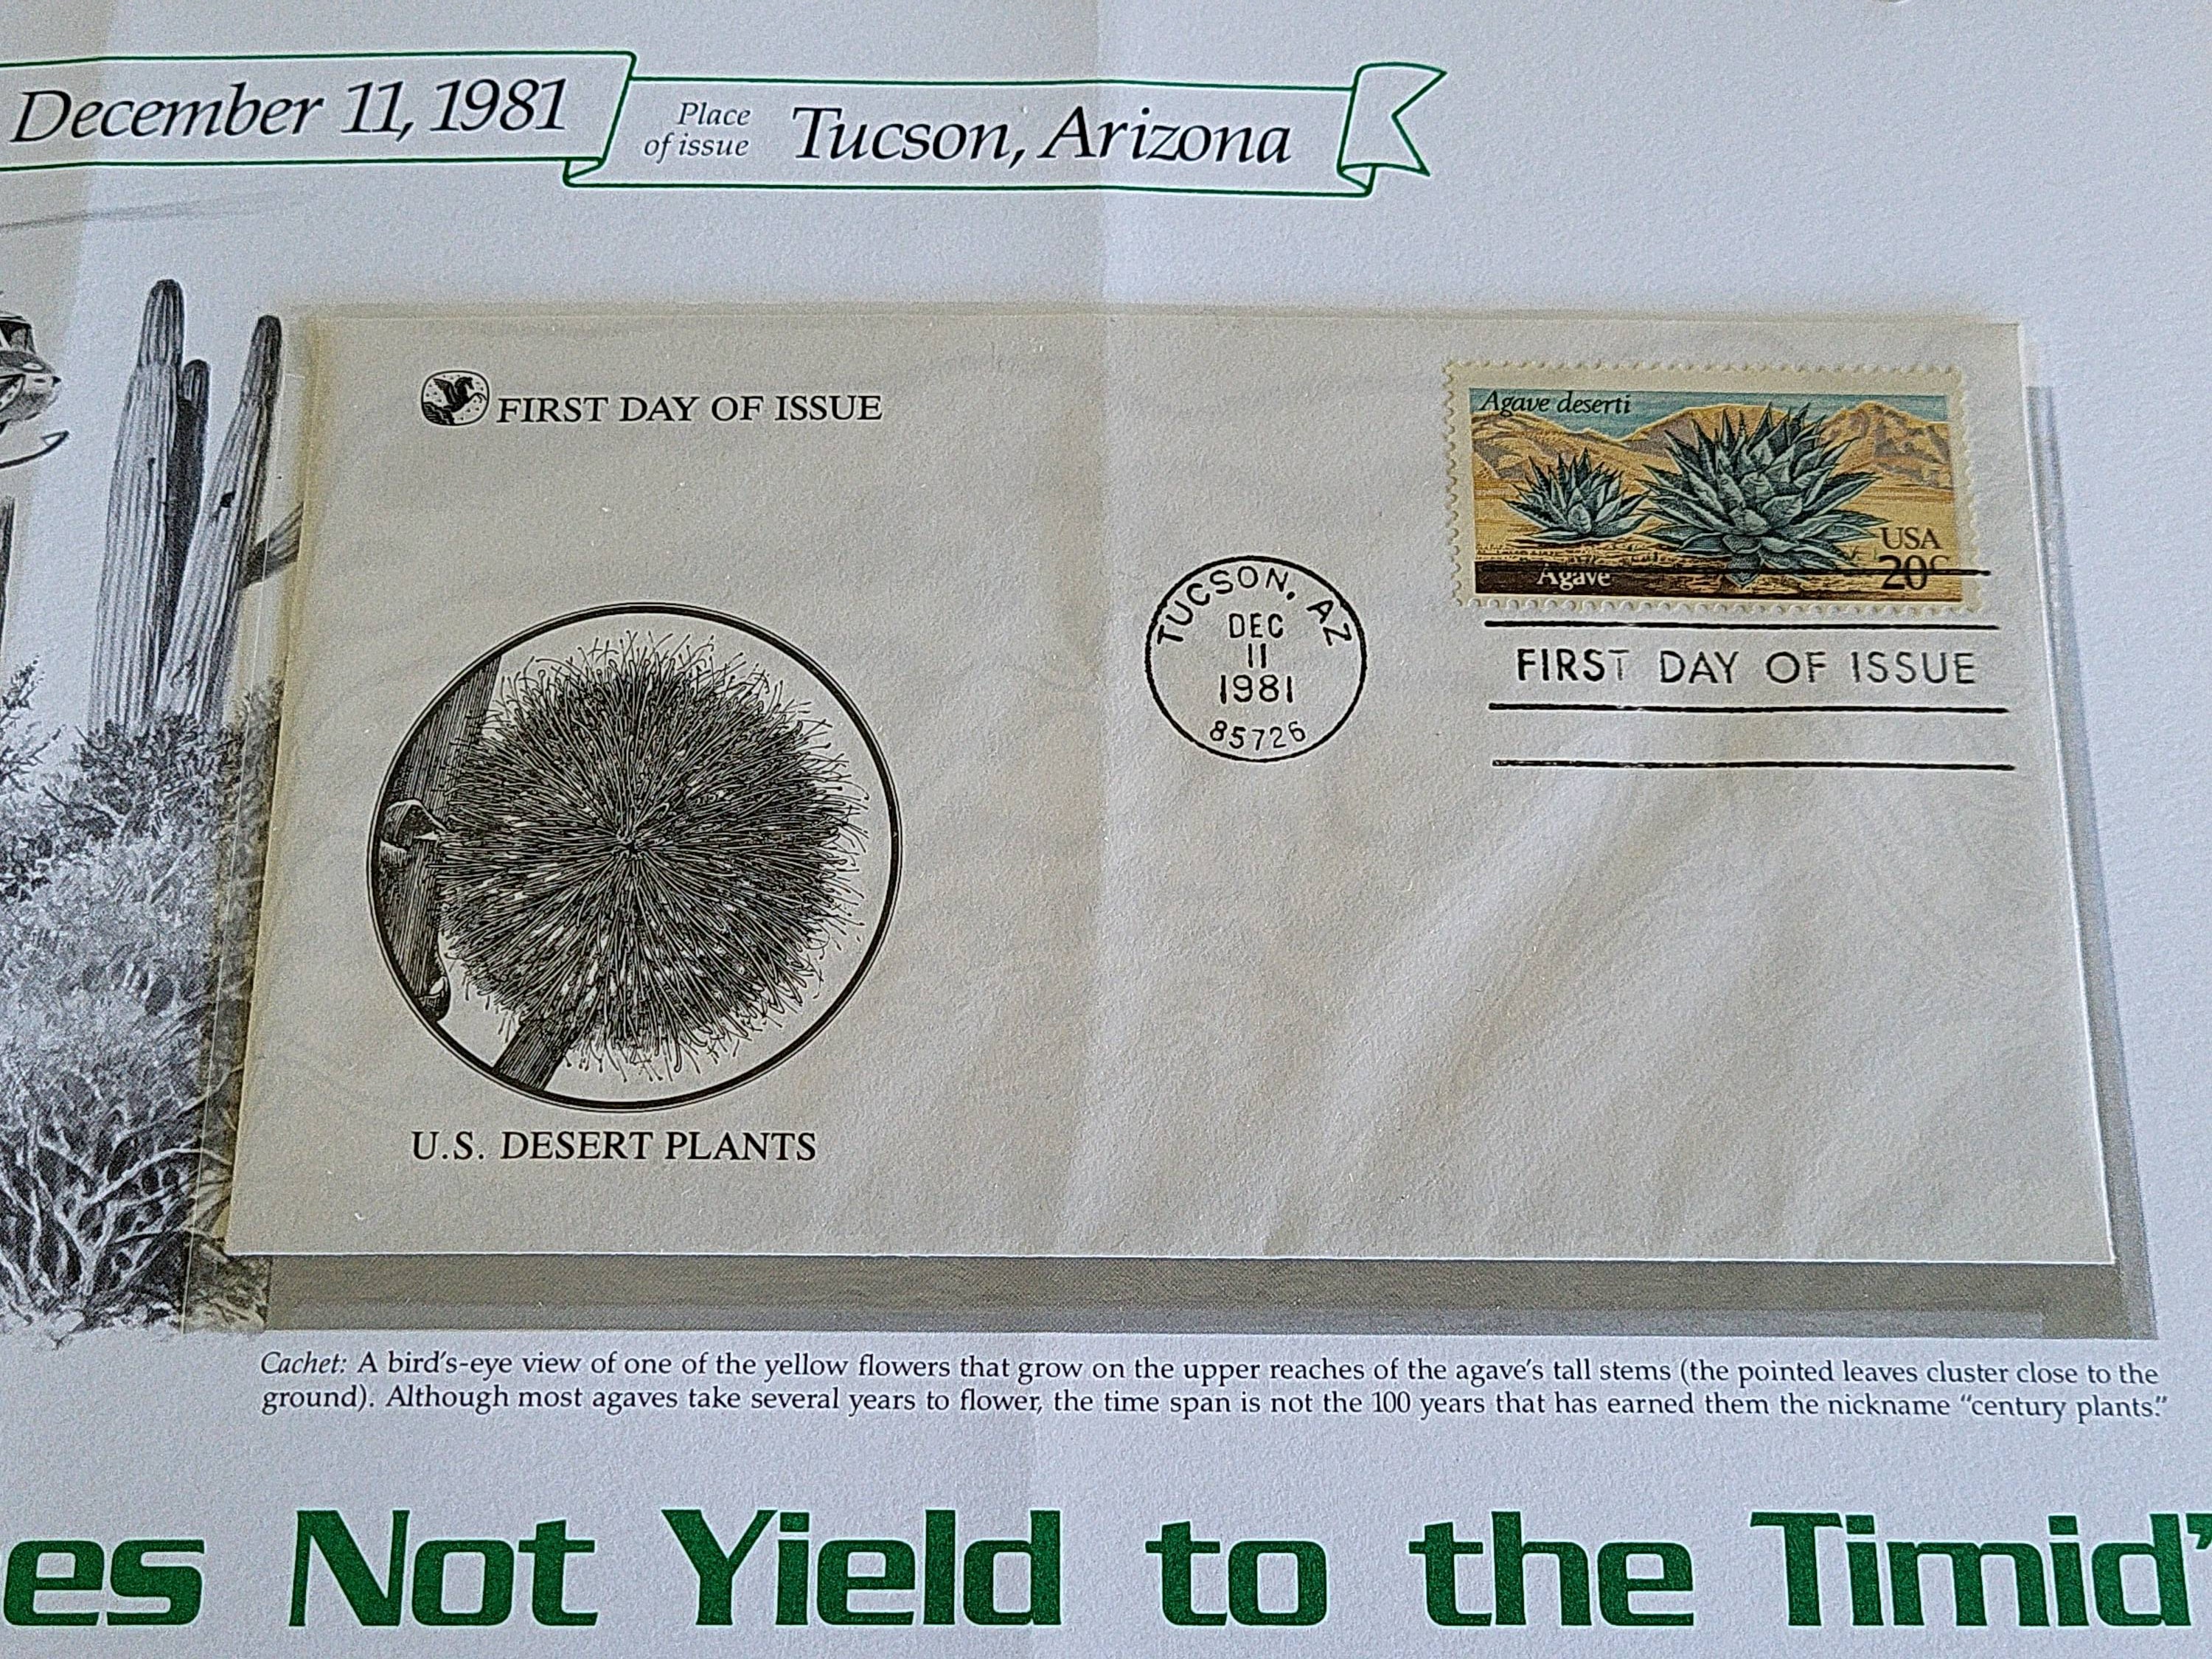 December 11, 1981
Place
of issue
Tucson, Arizona
FIRST DAY OF ISSUE
Agave deserti
USA
20c
Agave
TUCSON, AZ
DEC
11
1981
85726
FIRST DAY OF ISSUE
U.S. DESERT PLANTS
Cachet: A bird's-eye view of one of the yellow flowers that grow on the upper reaches of the agave's tall stems (the pointed leaves cluster close to the
ground). Although most agaves take several years to flower, the time span is not the 100 years that has earned them the nickname "century plants."
es Not Yield to the Timid"